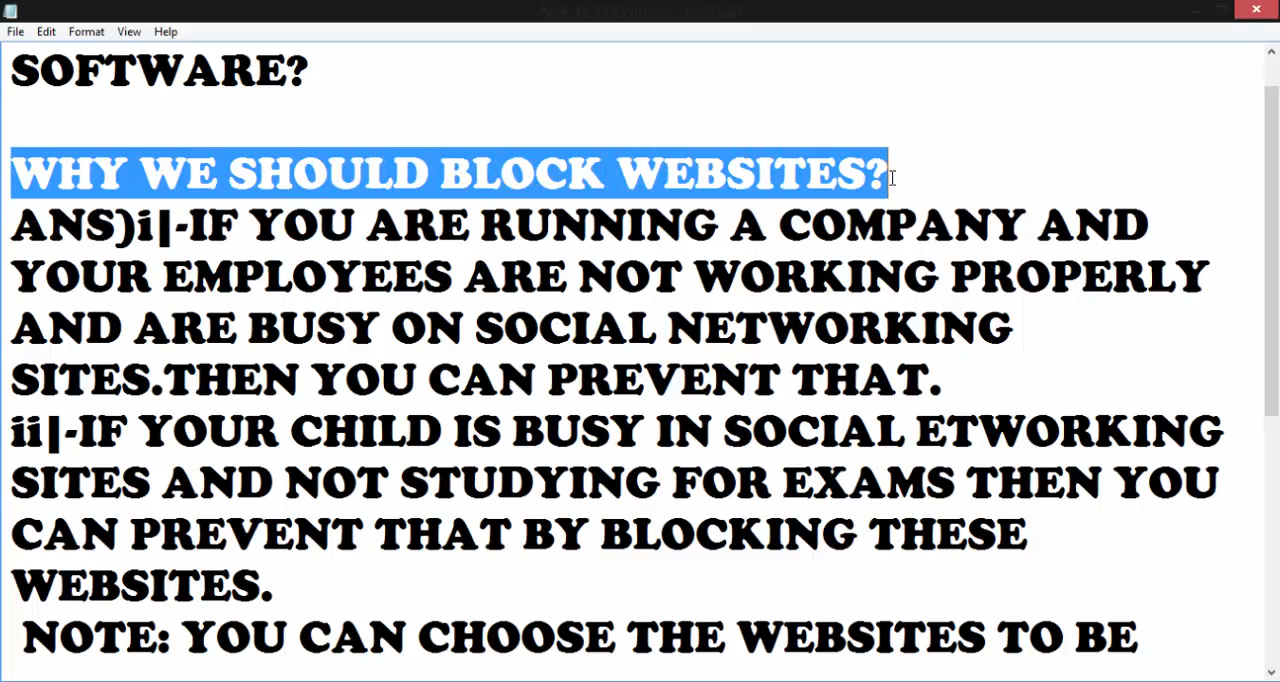 File Edit Format View Help
SOFTWARE?
WHY WE SHOULD BLOCK WEBSITES?
ANS)i|-IF YOU ARE RUNNING A COMPANY AND
YOUR EMPLOYEES ARE NOT WORKING PROPERLY
AND ARE BUSY ON SOCIAL NETWORKING
SITES.THEN YOU CAN PREVENT THAT.
ii|-IF YOUR CHILD IS BUSY IN SOCIAL ETWORKING
SITES AND NOT STUDYING FOR EXAMS THEN YOU
CAN PREVENT THAT BY BLOCKING THESE
WEBSITES.
NOTE: YOU CAN CHOOSE THE WEBSITES TO BE